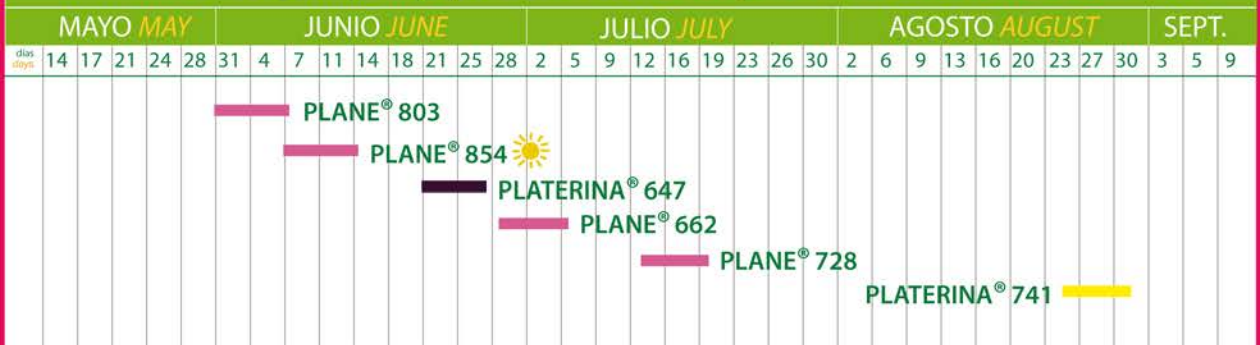 MAYO MAY JUNIO JUNE JULIO JULY AGOSTO AUGUST SEPT.
días days 14 17 21 24 28 31 4 7 11 14 18 21 25 28 2 5 9 12 16 19 23 26 30 2 6 9 13 16 20 23 27 30 3 5 9
PLANE® 803
PLANE® 854
PLATERINA® 647
PLANE® 662
PLANE® 728
PLATERINA® 741